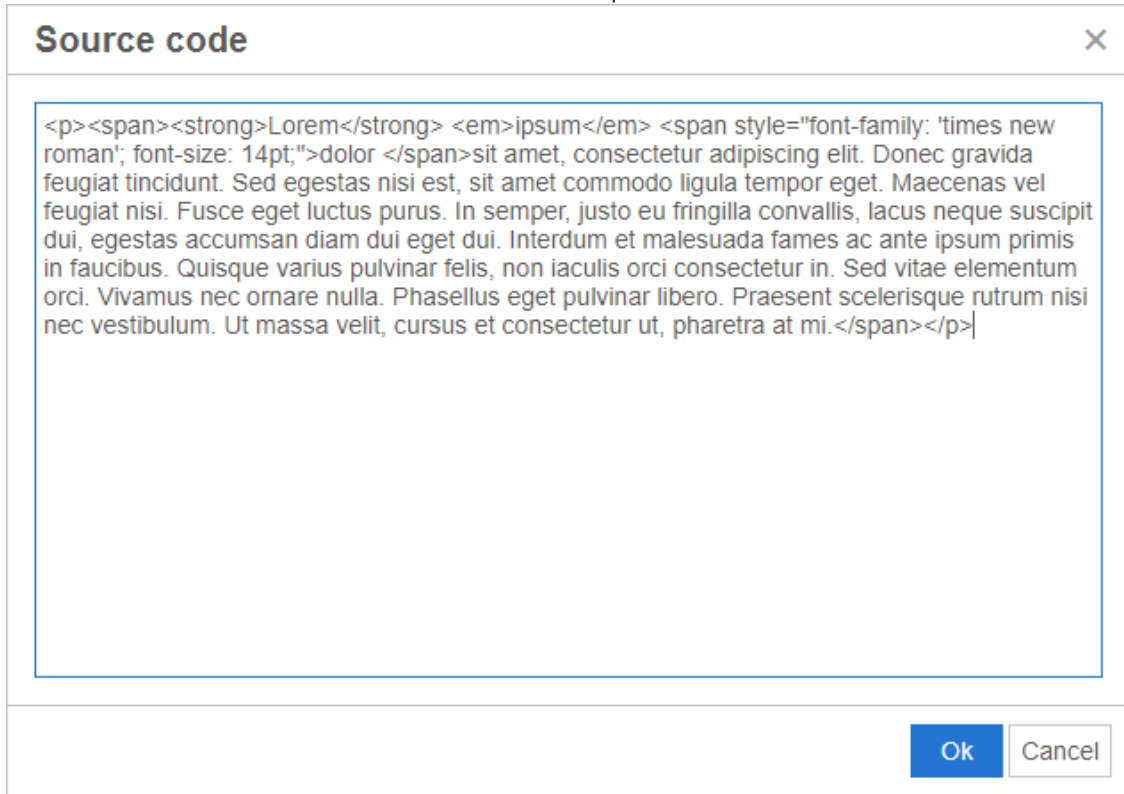 Source code
<p><span><strong>Lorem</strong> <em>ipsum</em> <span style="font-family: 'times new
roman'; font-size: 14pt;">dolor </span>sit amet, consectetur adipiscing elit. Donec gravida
feugiat tincidunt. Sed egestas nisi est, sit amet commodo ligula tempor eget. Maecenas vel
feugiat nisi. Fusce eget luctus purus. In semper, justo eu fringilla convallis, lacus neque suscipit
dui, egestas accumsan diam dui eget dui. Interdum et malesuada fames ac ante ipsum primis
in faucibus. Quisque varius pulvinar felis, non iaculis orci consectetur in. Sed vitae elementum
orci. Vivamus nec ornare nulla. Phasellus eget pulvinar libero. Praesent scelerisque rutrum nisi
nec vestibulum. Ut massa velit, cursus et consectetur ut, pharetra at mi.</span></p>
Ok Cancel